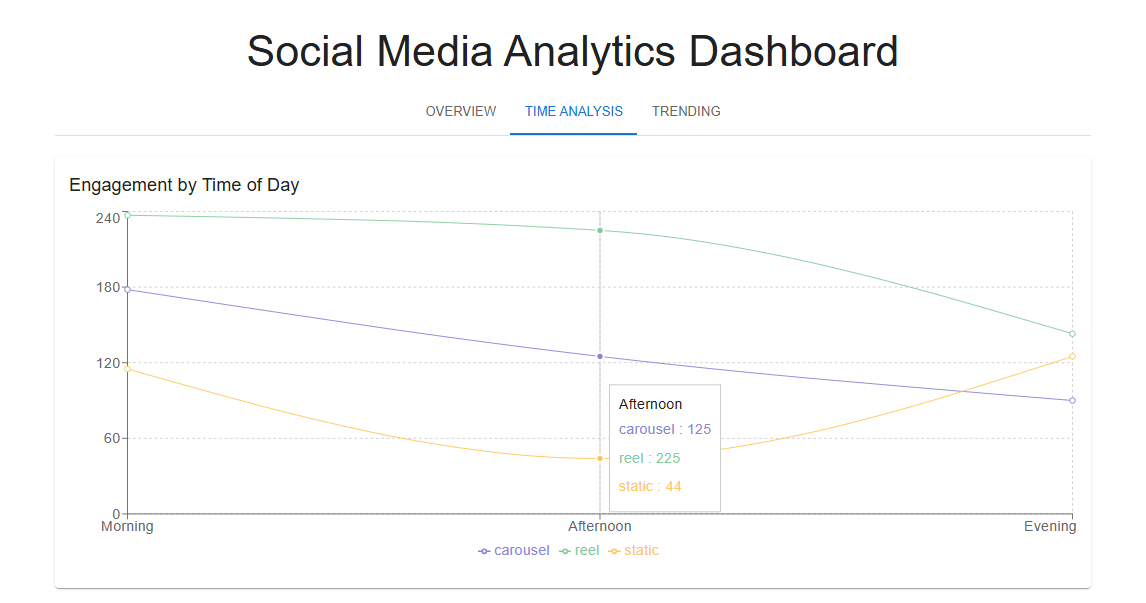 Social Media Analytics Dashboard
OVERVIEW TIME ANALYSIS TRENDING
Engagement by Time of Day
240
180
120
60
0
Afternoon
carousel : 125
reel : 225
static : 44
Morning Afternoon Evening
carousel reel static